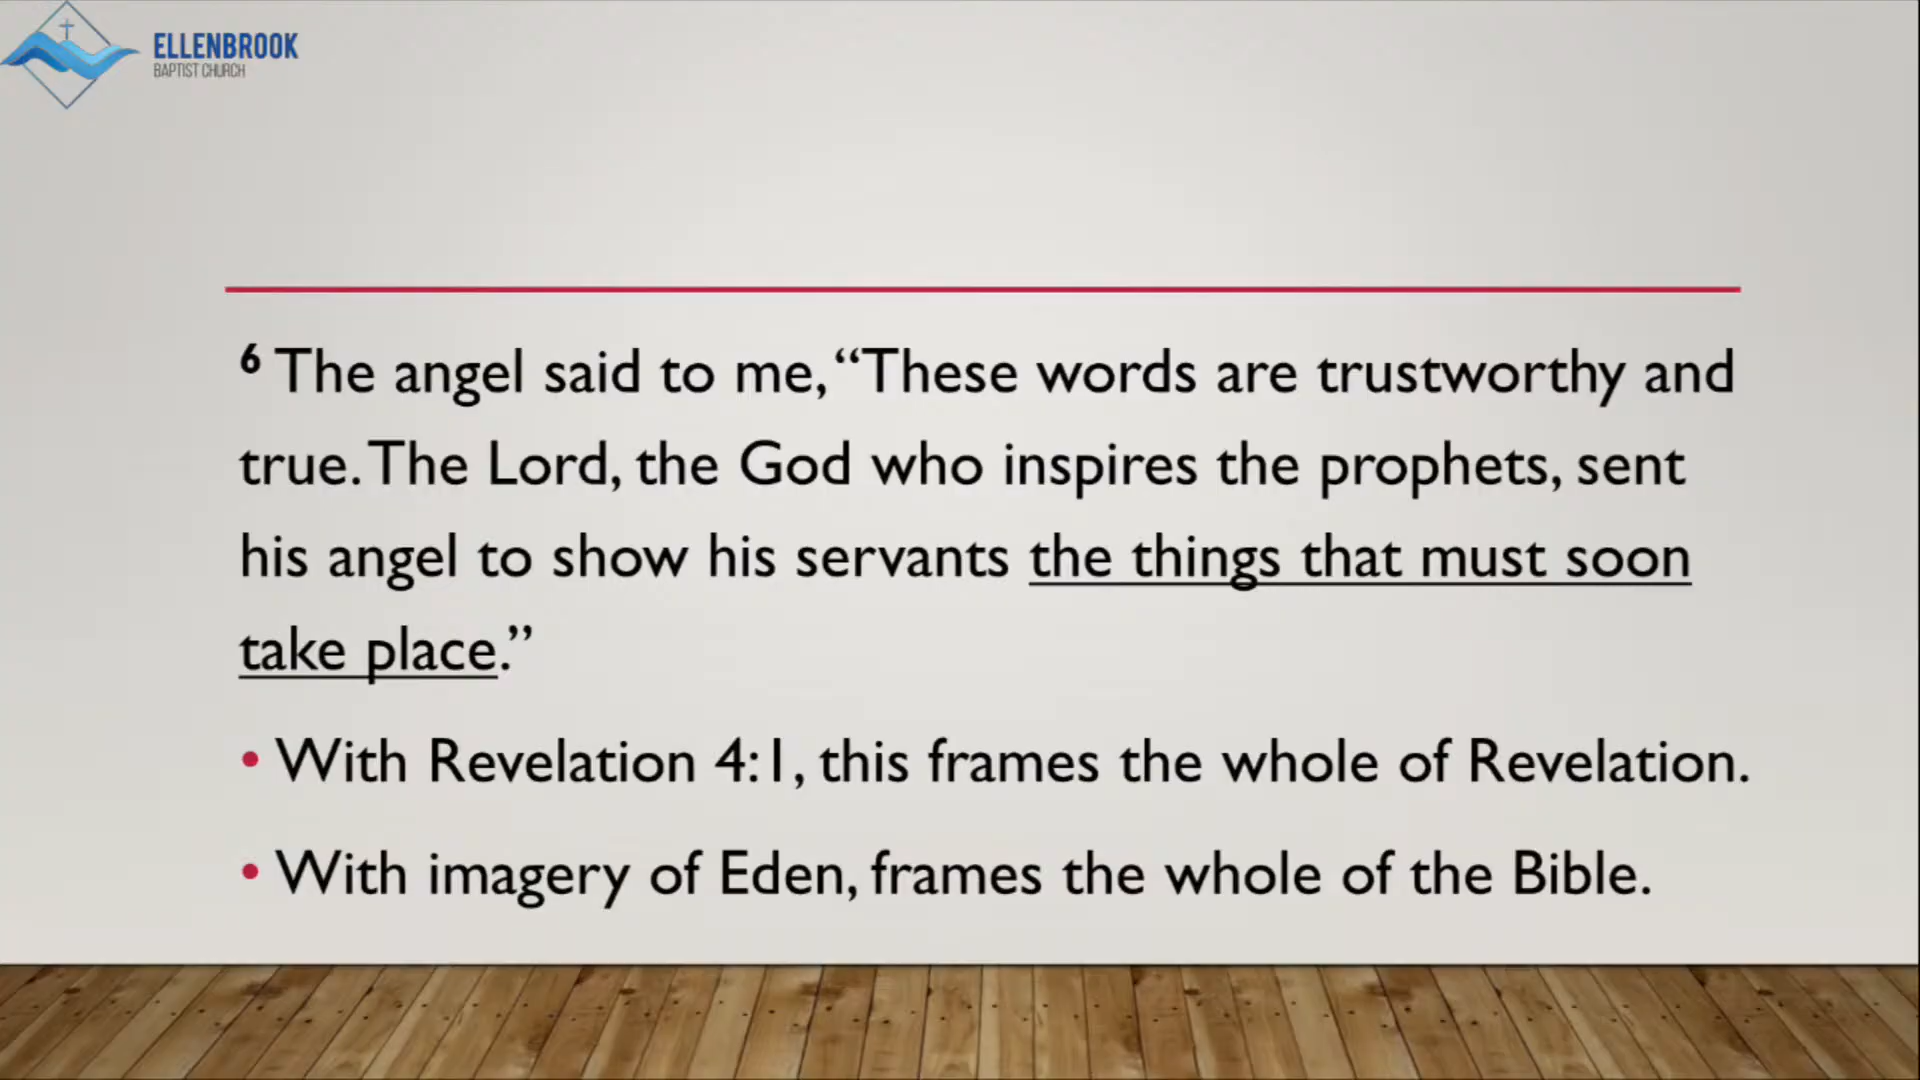 ELLENBROOK
BAPTIST CHURCH
6 The angel said to me, “These words are trustworthy and
true. The Lord, the God who inspires the prophets, sent
his angel to show his servants the things that must soon
take place.”
• With Revelation 4:1, this frames the whole of Revelation.
• With imagery of Eden, frames the whole of the Bible.